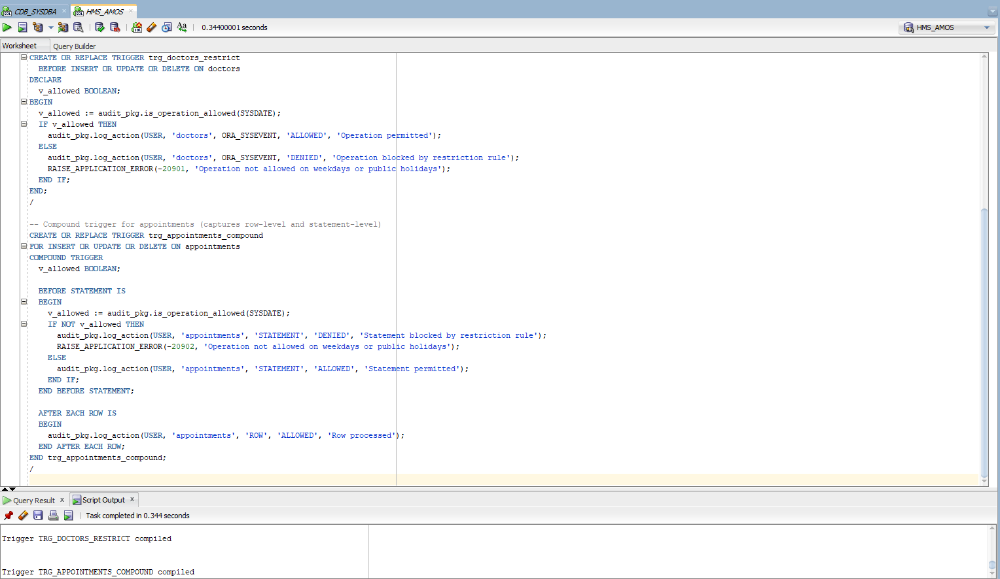 CDB_SYSDBA
HMS_AMOS
0.34400001 seconds
HMS_AMOS
Worksheet
Query Builder
CREATE OR REPLACE TRIGGER trg_doctors_restrict
  BEFORE INSERT OR UPDATE OR DELETE ON doctors
DECLARE
  v_allowed BOOLEAN;
BEGIN
  v_allowed := audit_pkg.is_operation_allowed(SYSDATE);
  IF v_allowed THEN
    audit_pkg.log_action(USER, 'doctors', ORA_SYSEVENT, 'ALLOWED', 'Operation permitted');
  ELSE
    audit_pkg.log_action(USER, 'doctors', ORA_SYSEVENT, 'DENIED', 'Operation blocked by restriction rule');
    RAISE_APPLICATION_ERROR(-20901, 'Operation not allowed on weekdays or public holidays');
  END IF;
END;
/
-- Compound trigger for appointments (captures row-level and statement-level)
CREATE OR REPLACE TRIGGER trg_appointments_compound
FOR INSERT OR UPDATE OR DELETE ON appointments
COMPOUND TRIGGER
  v_allowed BOOLEAN;
  BEFORE STATEMENT IS
  BEGIN
    v_allowed := audit_pkg.is_operation_allowed(SYSDATE);
    IF NOT v_allowed THEN
      audit_pkg.log_action(USER, 'appointments', 'STATEMENT', 'DENIED', 'Statement blocked by restriction rule');
      RAISE_APPLICATION_ERROR(-20902, 'Operation not allowed on weekdays or public holidays');
    ELSE
      audit_pkg.log_action(USER, 'appointments', 'STATEMENT', 'ALLOWED', 'Statement permitted');
    END IF;
  END BEFORE STATEMENT;
  AFTER EACH ROW IS
  BEGIN
    audit_pkg.log_action(USER, 'appointments', 'ROW', 'ALLOWED', 'Row processed');
  END AFTER EACH ROW;
END trg_appointments_compound;
/
Query Result x
Script Output x
Task completed in 0.344 seconds
Trigger TRG_DOCTORS_RESTRICT compiled
Trigger TRG_APPOINTMENTS_COMPOUND compiled